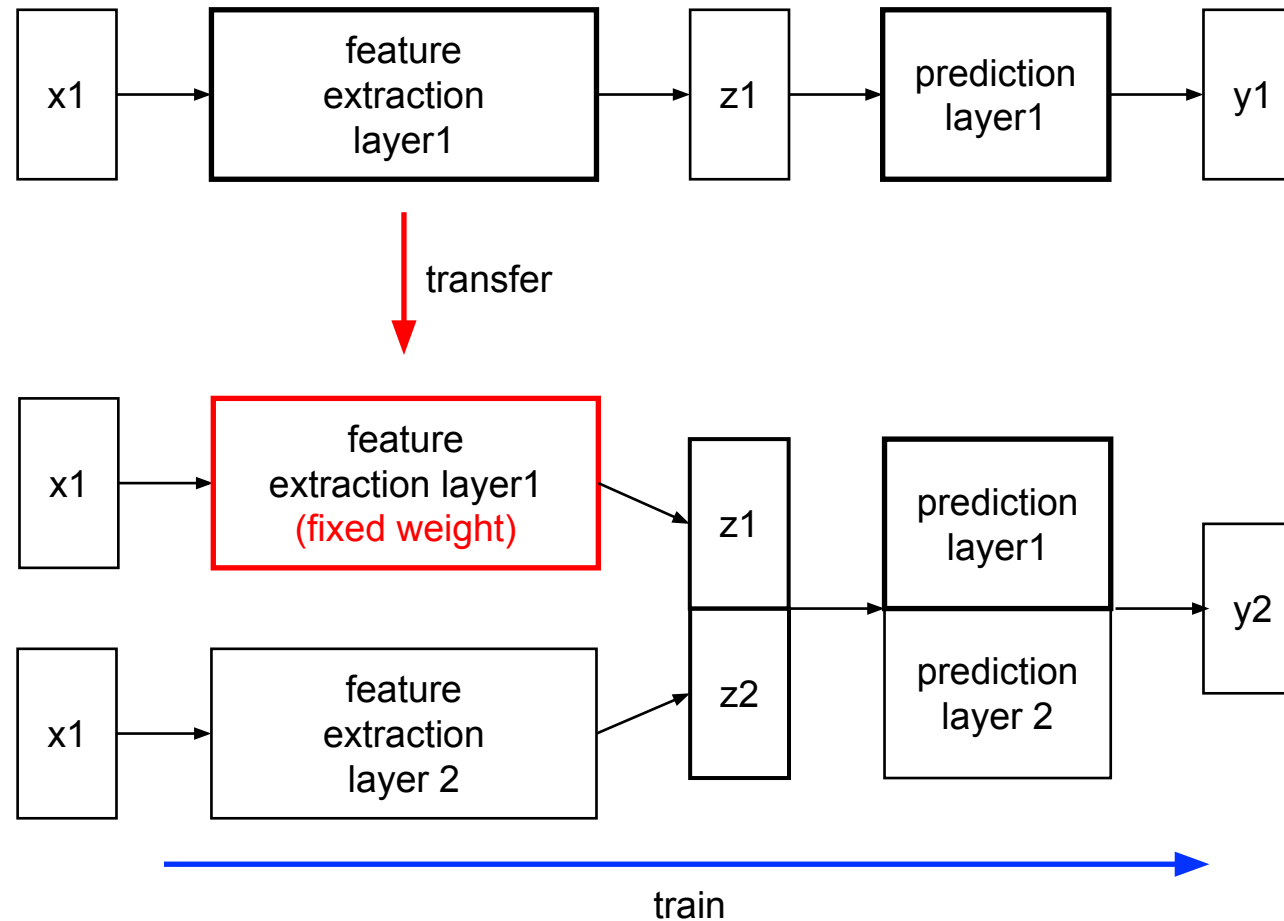 x1
feature
extraction
layer1
z1
prediction
layer1
y1
transfer
x1
feature
extraction layer1
(fixed weight)
z1
prediction
layer1
y2
x1
feature
extraction
layer 2
z2
prediction
layer 2
train